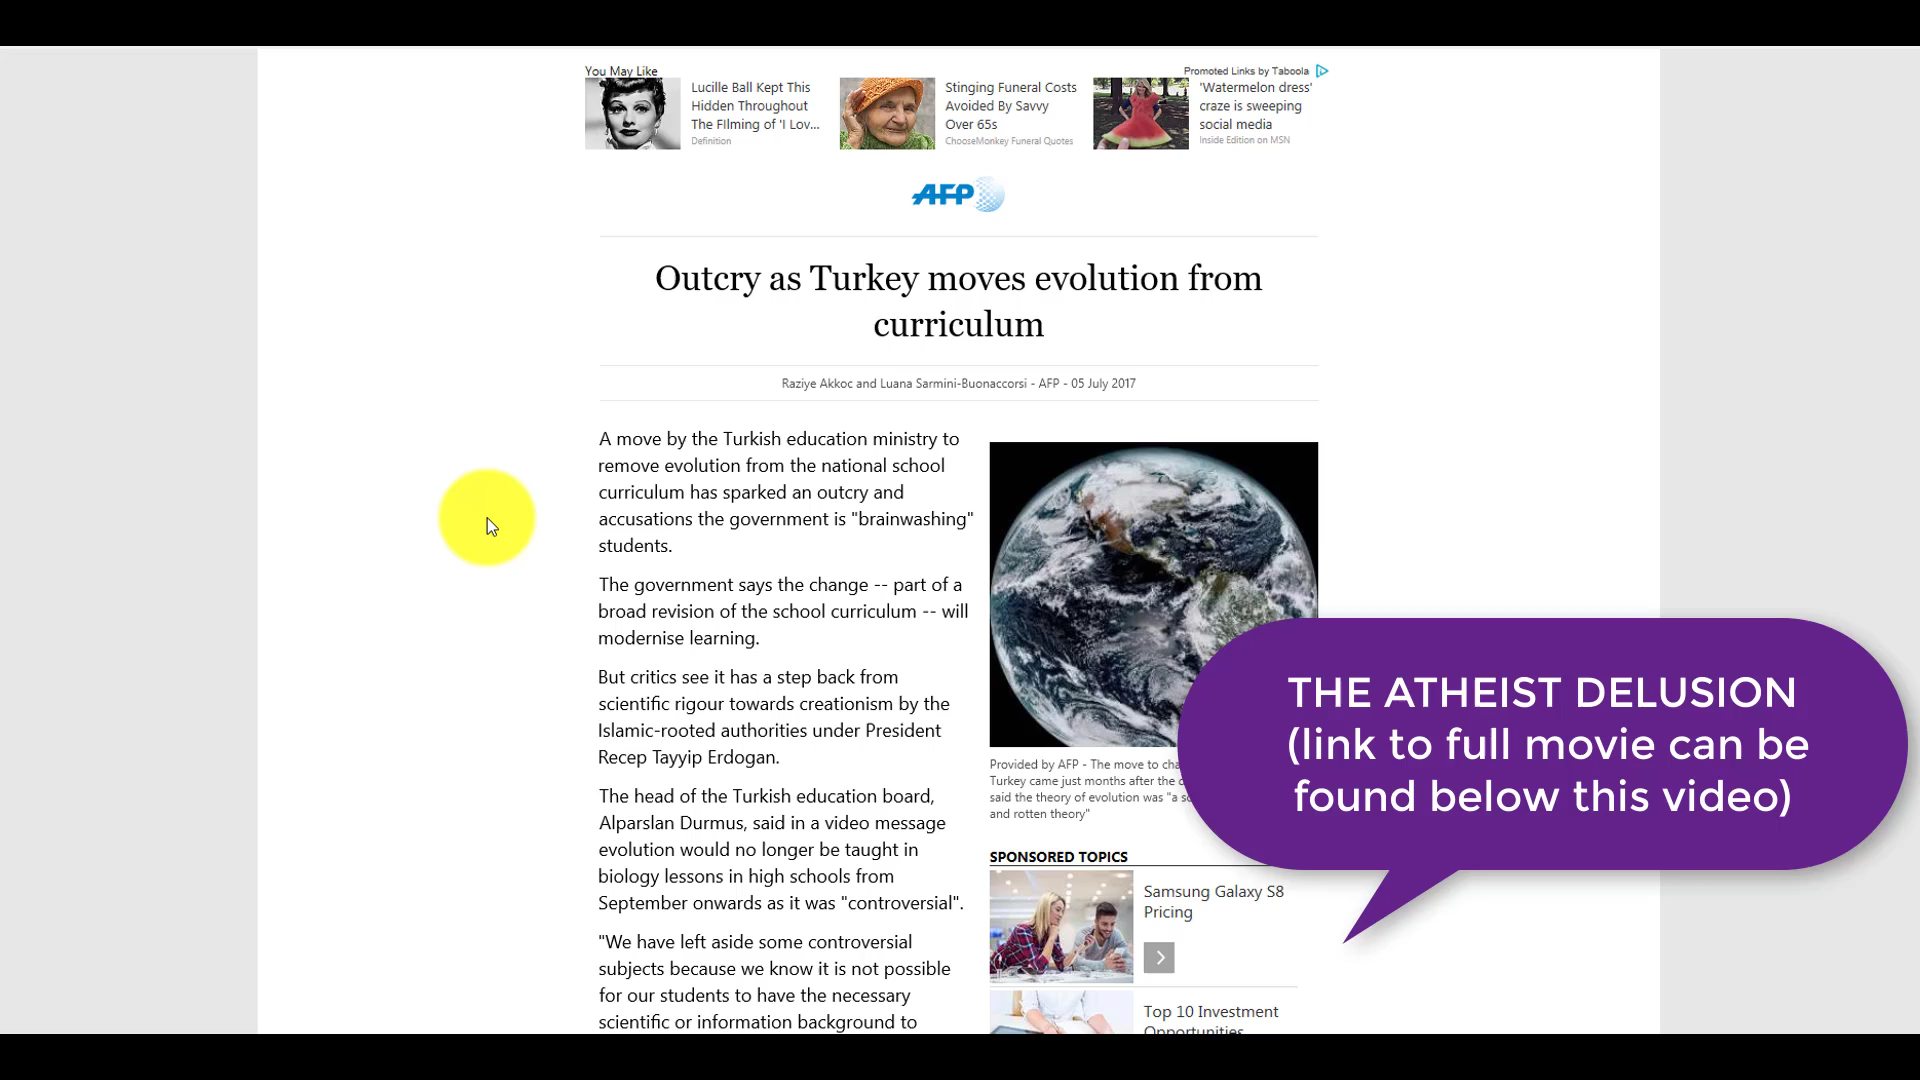 You May Like
Promoted Links by Taboola
Lucille Ball Kept This
Hidden Throughout
The FIlming of 'I Lov...
Definition
Stinging Funeral Costs
Avoided By Savvy
Over 65s
ChooseMonkey Funeral Quotes
'Watermelon dress'
craze is sweeping
social media
Inside Edition on MSN
AFP
Outcry as Turkey moves evolution from
curriculum
Raziye Akkoc and Luana Sarmini-Buonaccorsi - AFP - 05 July 2017
A move by the Turkish education ministry to
remove evolution from the national school
curriculum has sparked an outcry and
accusations the government is "brainwashing"
students.
The government says the change -- part of a
broad revision of the school curriculum -- will
modernise learning.
But critics see it has a step back from
scientific rigour towards creationism by the
Islamic-rooted authorities under President
Recep Tayyip Erdogan.
The head of the Turkish education board,
Alparslan Durmus, said in a video message
evolution would no longer be taught in
biology lessons in high schools from
September onwards as it was "controversial".
"We have left aside some controversial
subjects because we know it is not possible
for our students to have the necessary
scientific or information background to
Provided by AFP - The move to
Turkey came just months after the
said the theory of evolution was "a
and rotten theory"
THE ATHEIST DELUSION
(link to full movie can be
found below this video)
SPONSORED TOPICS
Samsung Galaxy S8
Pricing
Top 10 Investment
Opportunities